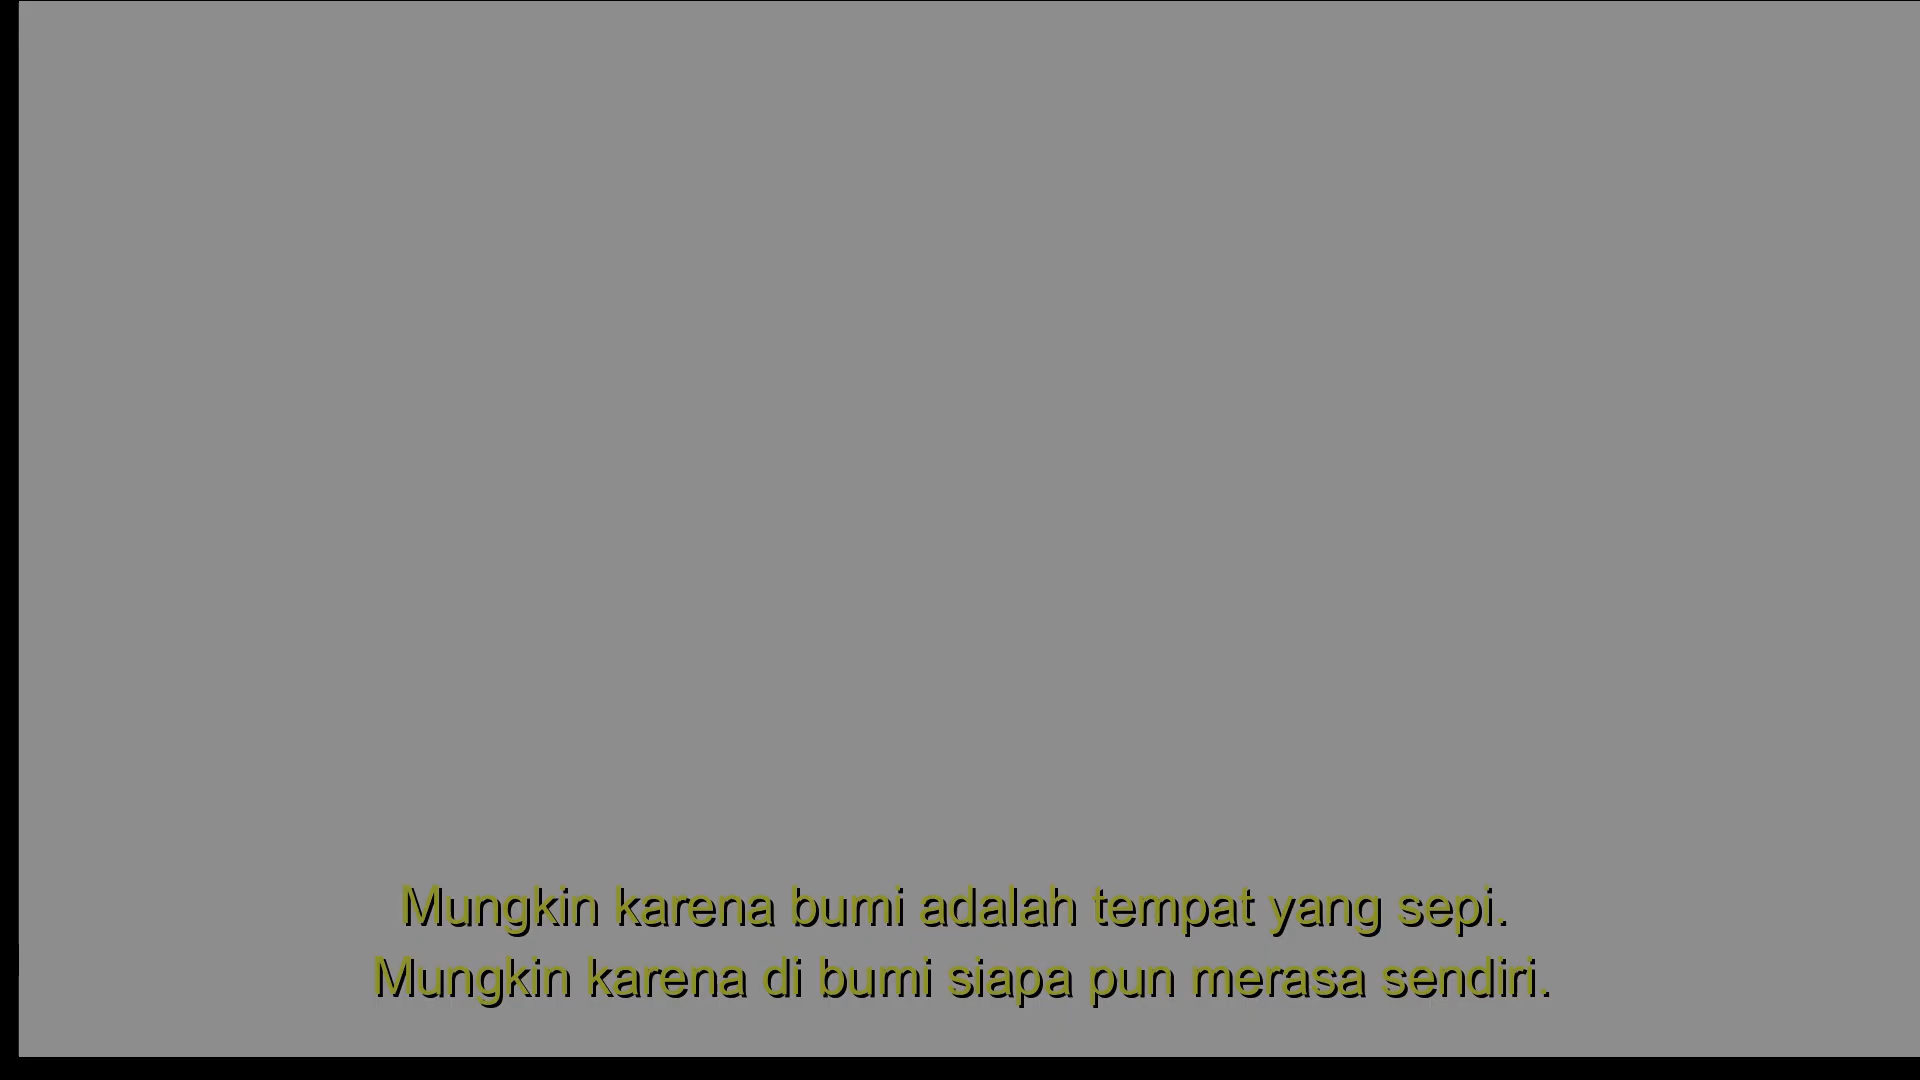 Mungkin karena bumi adalah tempat yang sepi.
Mungkin karena di bumi siapa pun merasa sendiri.